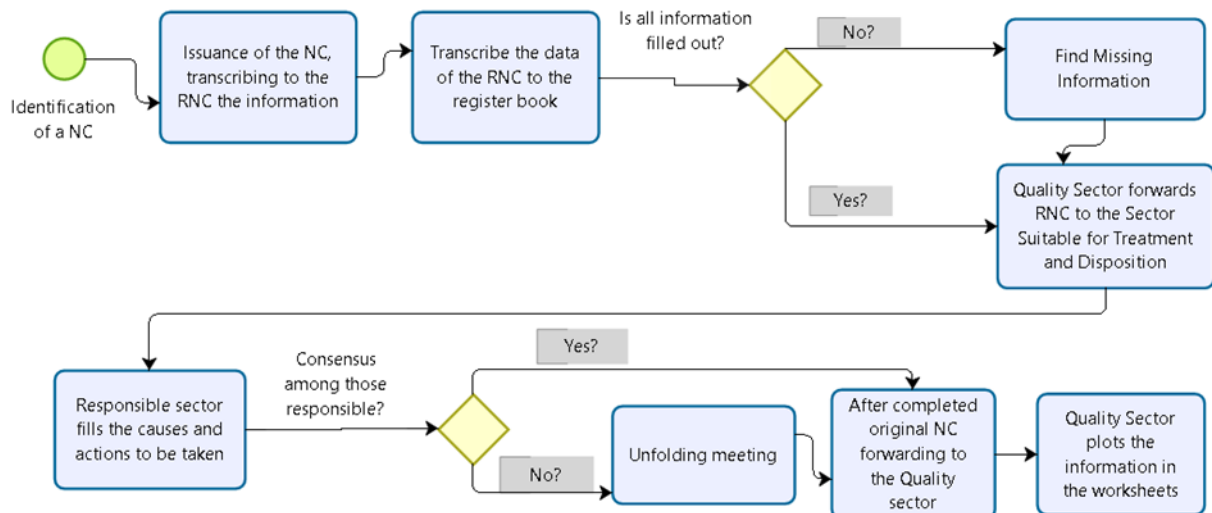 Identification
of a NC
Issuance of the NC,
transcribing to the
RNC the information
Transcribe the data
of the RNC to the
register book
Is all information
filled out?
No?
Find Missing
Information
Yes?
Quality Sector forwards
RNC to the Sector
Suitable for Treatment
and Disposition
Responsible sector
fills the causes and
actions to be taken
Consensus
among those
responsible?
Yes?
No?
Unfolding meeting
After completed
original NC
forwarding to
the Quality
sector
Quality Sector
plots the
information in
the worksheets